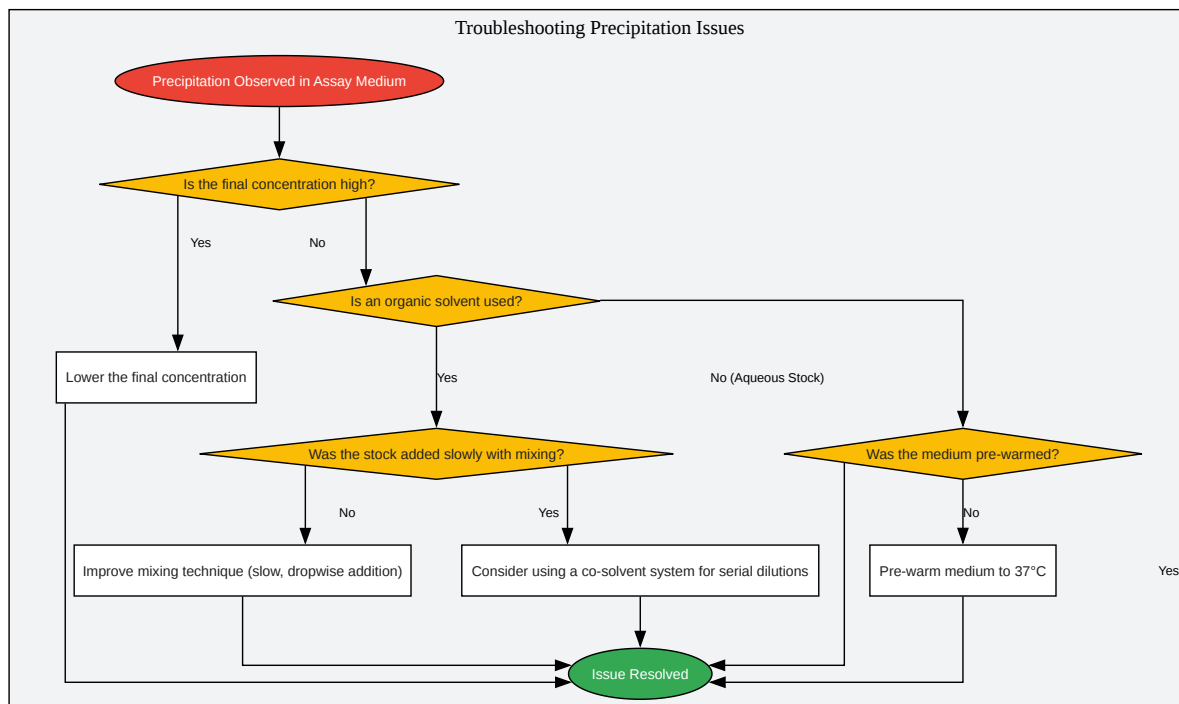 Troubleshooting Precipitation Issues
Precipitation Observed in Assay Medium
Is the final concentration high?
Yes
No
Is an organic solvent used?
Lower the final concentration
Yes
No (Aqueous Stock)
Was the stock added slowly with mixing?
Was the medium pre-warmed?
No
Yes
No
Improve mixing technique (slow, dropwise addition)
Consider using a co-solvent system for serial dilutions
Pre-warm medium to 37°C
Yes
Issue Resolved